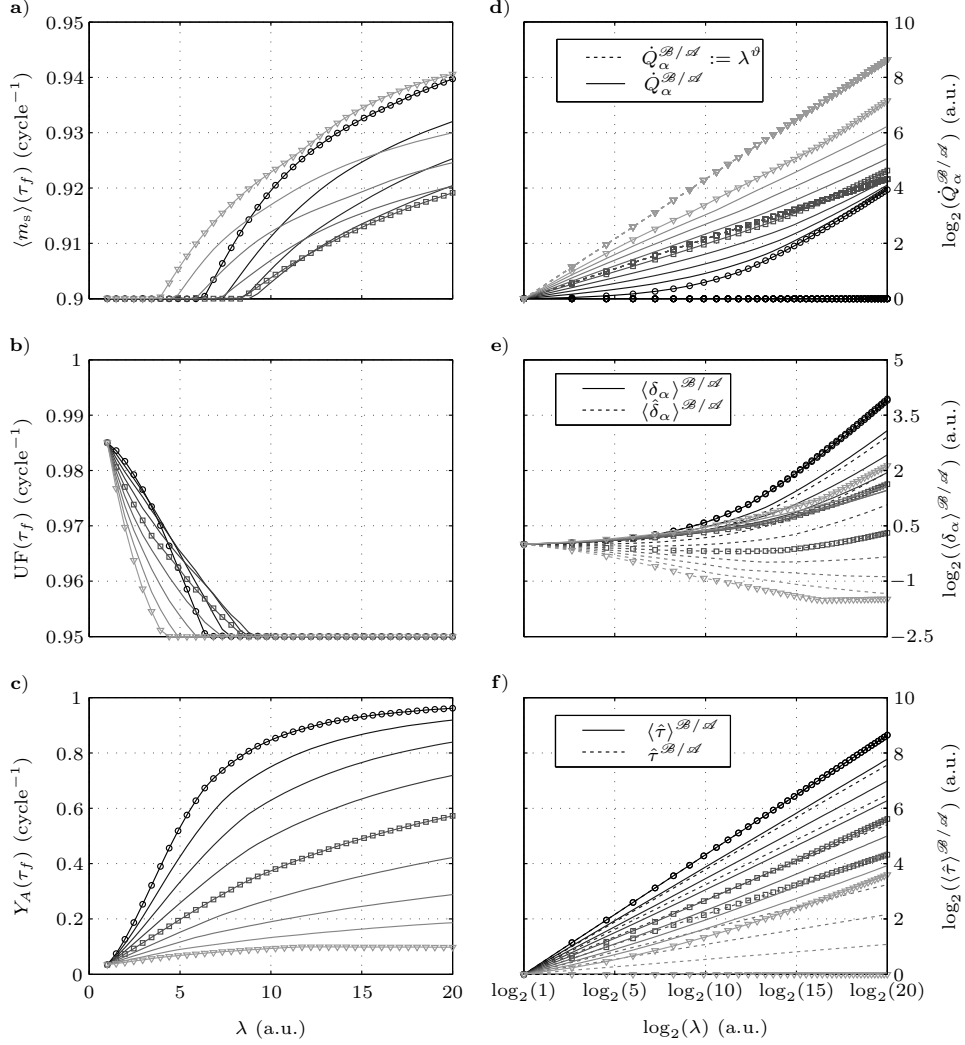 a)
0.95
0.94
0.93
0.92
0.91
0.9
⟨mₛ⟩(τ_f) (cycle⁻¹)
b)
1
0.99
0.98
0.97
0.96
0.95
UF(τ_f) (cycle⁻¹)
c)
1
0.8
0.6
0.4
0.2
0
Y_A(τ_f) (cycle⁻¹)
0 5 10 15 20
λ (a.u.)
d)
Q̇_α^{ℬ/𝒜} := λ^ϑ
Q̇_α^{ℬ/𝒜}
10
8
6
4
2
0
log₂(Q̇_α^{ℬ/𝒜}) (a.u.)
e)
⟨δ_α⟩^{ℬ/𝒜}
⟨δ̂_α⟩^{ℬ/𝒜}
5
3.5
2
0.5
−1
−2.5
log₂(⟨δ_α⟩^{ℬ/𝒜}) (a.u.)
f)
⟨τ̂⟩^{ℬ/𝒜}
τ̂^{ℬ/𝒜}
10
8
6
4
2
0
log₂(⟨τ̂⟩^{ℬ/𝒜}) (a.u.)
log₂(1) log₂(5) log₂(10) log₂(15) log₂(20)
log₂(λ) (a.u.)